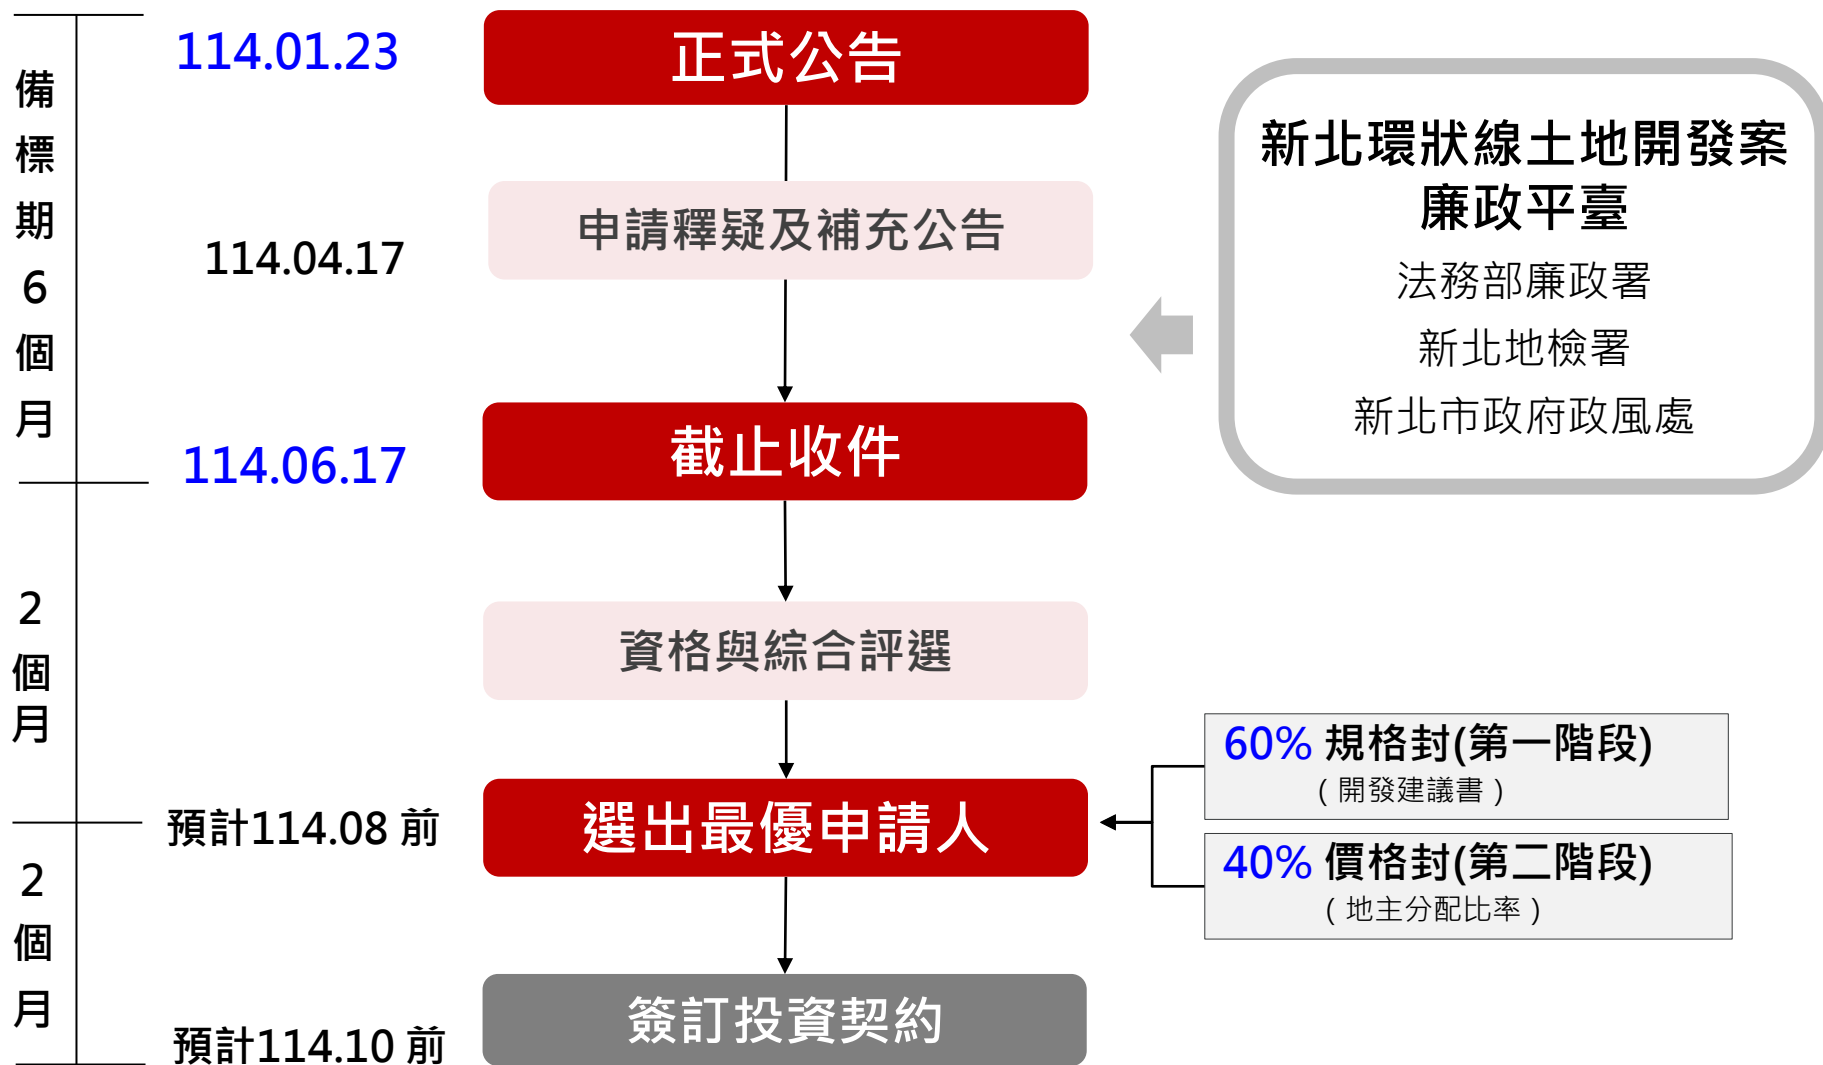 備標期6個月
2個月
2個月
114.01.23
正式公告
114.04.17
申請釋疑及補充公告
114.06.17
截止收件
資格與綜合評選
預計114.08 前
選出最優申請人
預計114.10 前
簽訂投資契約
新北環狀線土地開發案
廉政平臺
法務部廉政署
新北地檢署
新北市政府政風處
60% 規格封(第一階段)
(開發建議書)
40% 價格封(第二階段)
(地主分配比率)